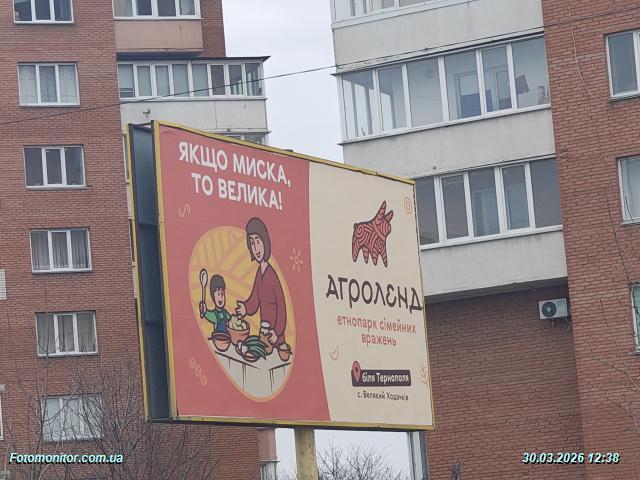 ЯКЩО МИСКА,
ТО ВЕЛИКА!
АГРОЛЕНД
етнопарк сімейних
вражень
біля Тернополя
с. Великий Ходачків
Fotomonitor.com.ua
30.03.2026 12:38